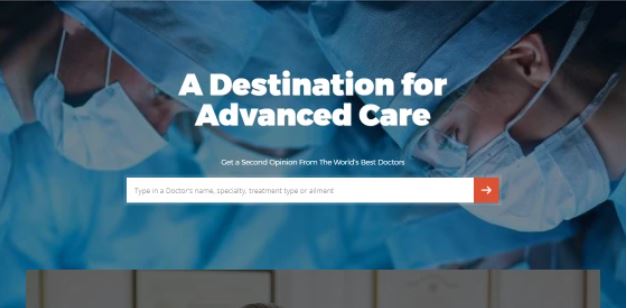 A Destination for
Advanced Care
Get a Second Opinion From The World's Best Doctors
Type in a Doctor's name, specialty, treatment type or ailment